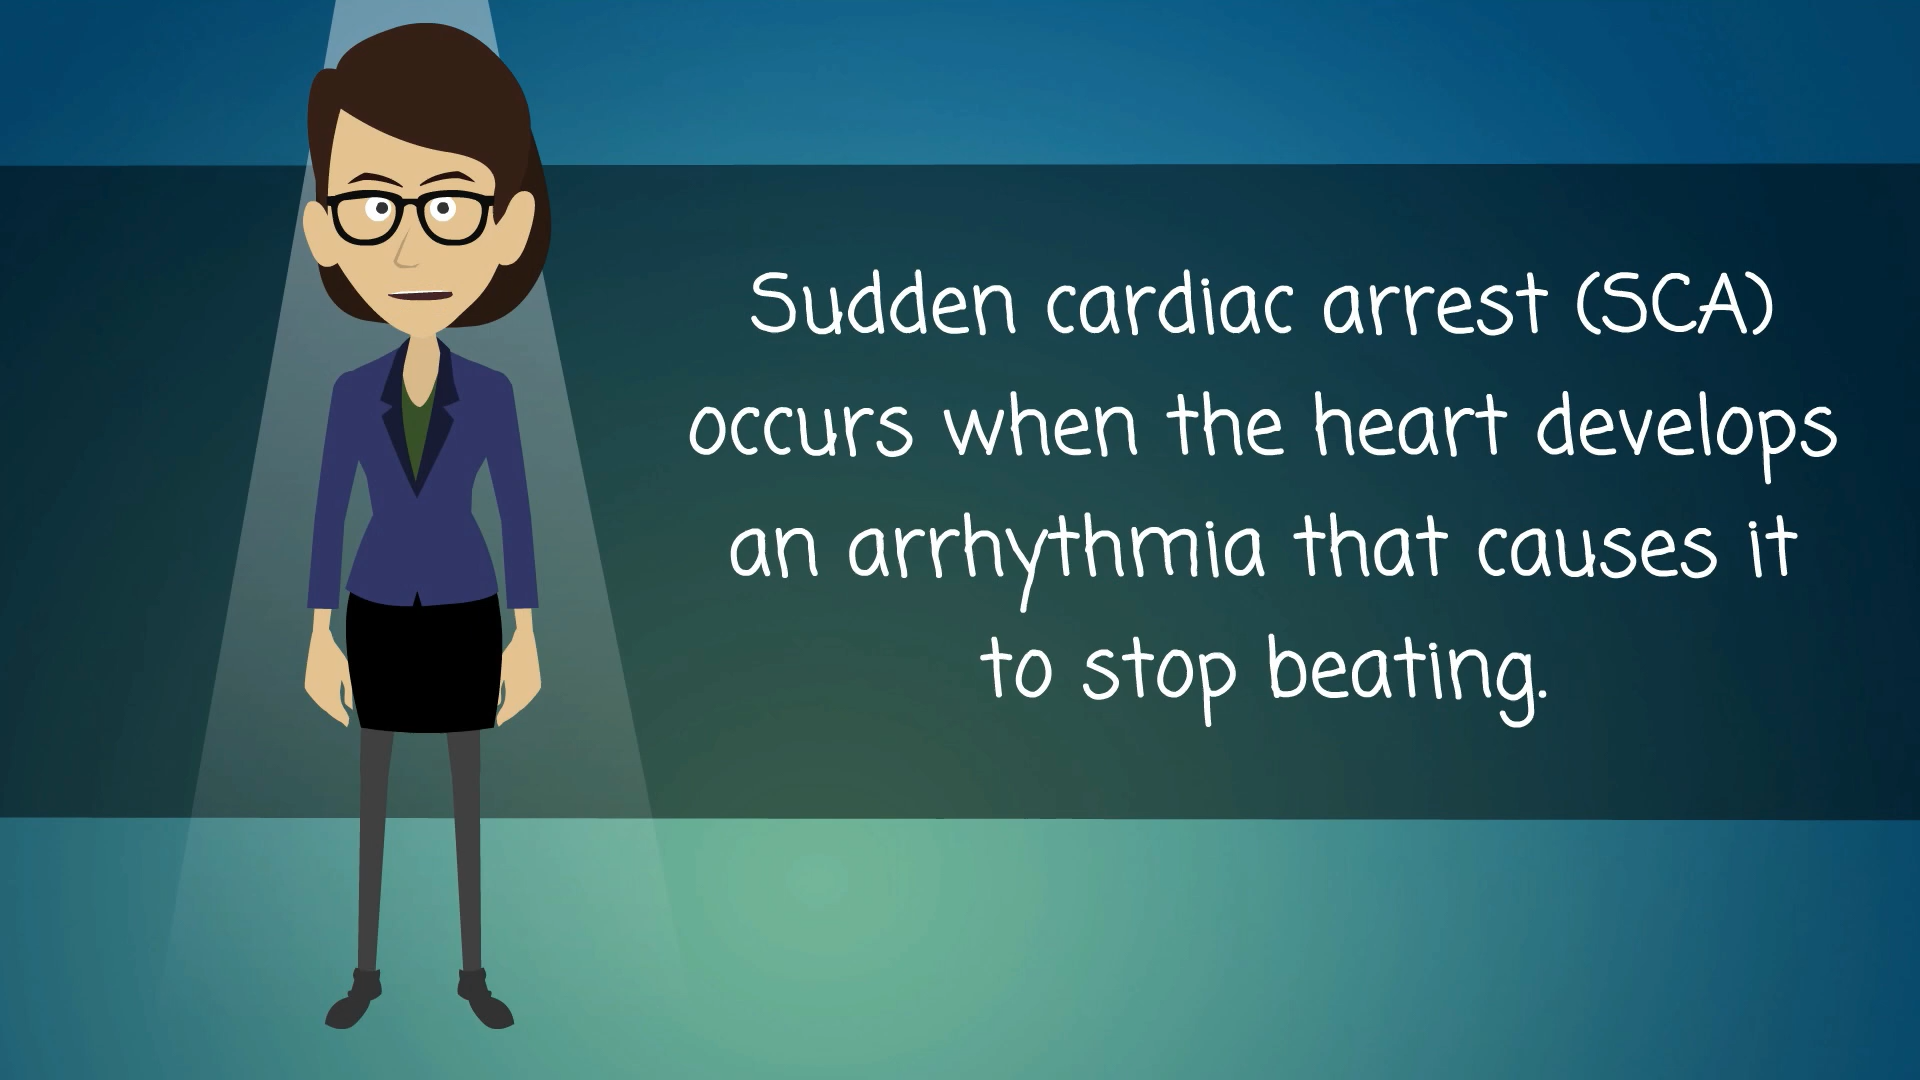 Sudden cardiac arrest (SCA)
occurs when the heart develops
an arrhythmia that causes it
to stop beating.